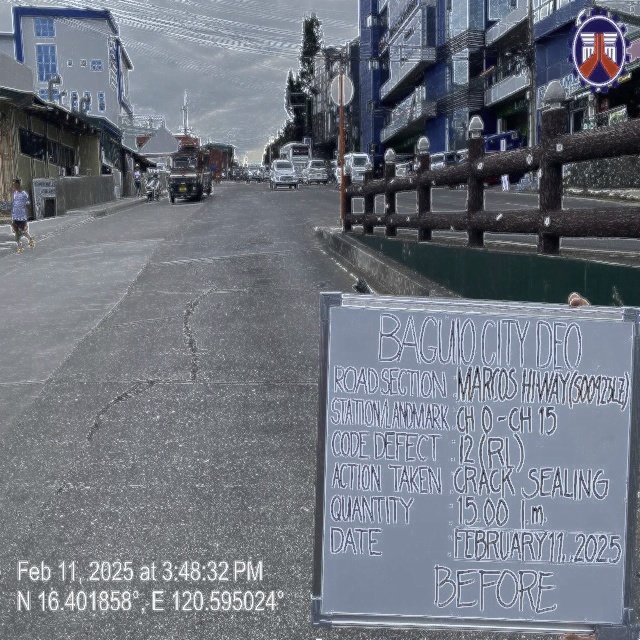 BAGUIO CITY DEO
ROAD SECTION : MARCOS HIWAY (S00923LZ)
STATION/LANDMARK : CH 0 - CH 15
CODE DEFECT : 12 (RL)
ACTION TAKEN : CRACK SEALING
QUANTITY : 15.00 l.m.
DATE : FEBRUARY 11, 2025
BEFORE
Feb 11, 2025 at 3:48:32 PM
N 16.401858°, E 120.595024°